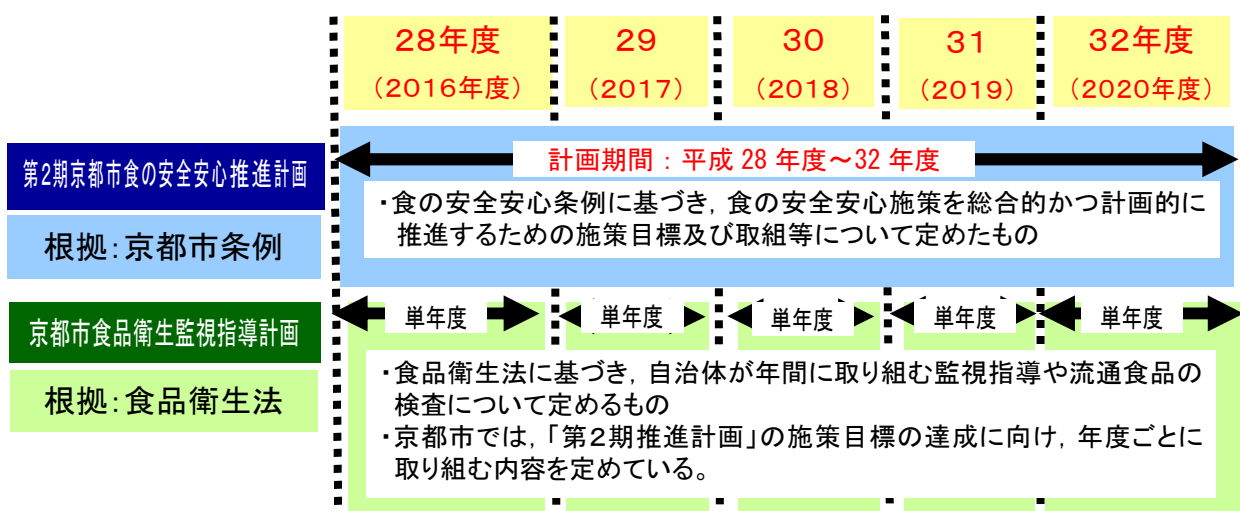 28年度 29 30 31 32年度
(2016年度) (2017) (2018) (2019) (2020年度)
第2期京都市食の安全安心推進計画
根拠：京都市条例
計画期間：平成 28 年度～32 年度
・食の安全安心条例に基づき，食の安全安心施策を総合的かつ計画的に
推進するための施策目標及び取組等について定めたもの
京都市食品衛生監視指導計画
根拠：食品衛生法
単年度 単年度 単年度 単年度 単年度
・食品衛生法に基づき，自治体が年間に取り組む監視指導や流通食品の
検査について定めるもの
・京都市では，「第２期推進計画」の施策目標の達成に向け，年度ごとに
取り組む内容を定めている。